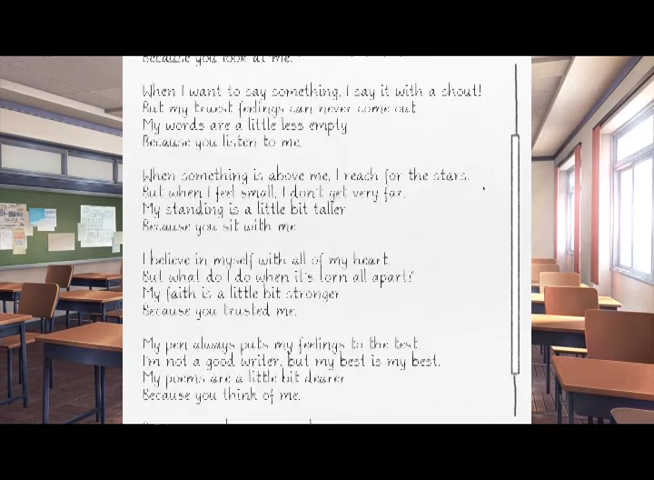 Because you look at me.
When I want to say something, I say it with a shout!
But my truest feelings can never come out
My words are a little less empty
Because you listen to me.
When something is above me, I reach for the stars.
But when I feel small, I don't get very far.
My standing is a little bit taller
Because you sit with me
I believe in myself with all of my heart
But what do I do when it's torn all apart?
My faith is a little bit stronger
Because you trusted me.
My pen always puts my feelings to the test
I'm not a good writer, but my best is my best.
My poems are a little bit dearer
Because you think of me.